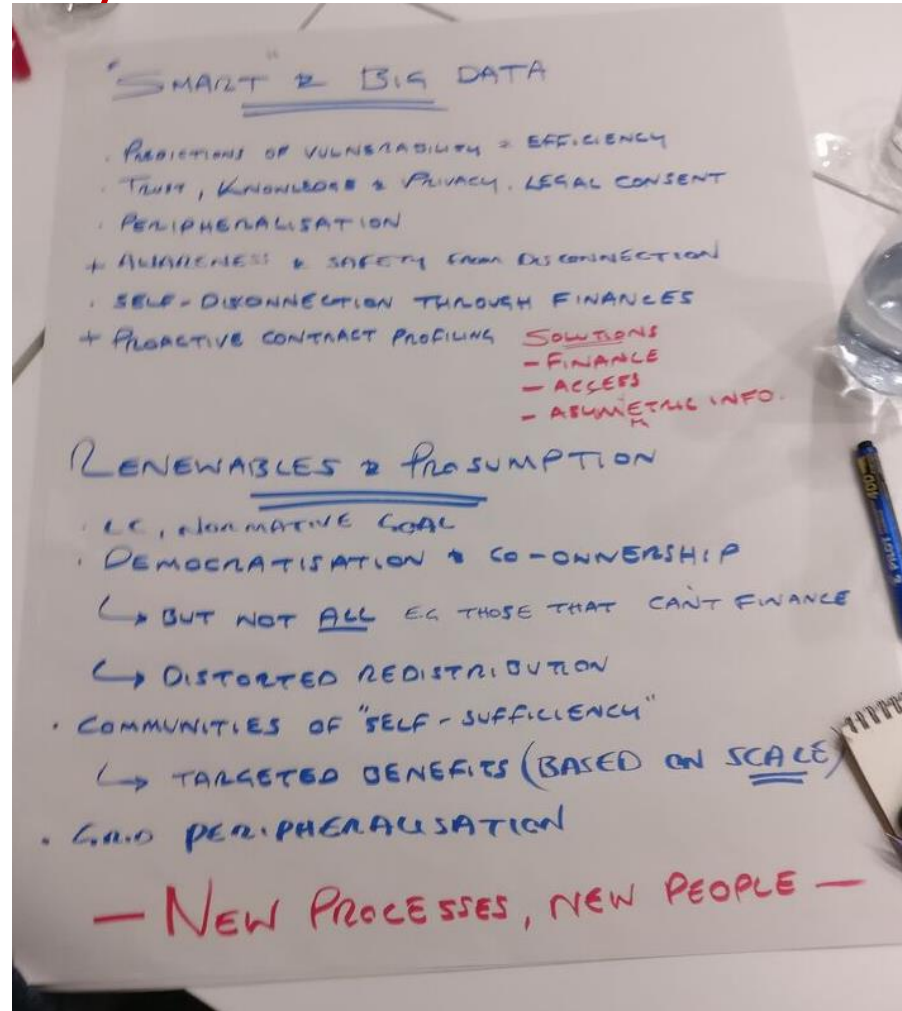 "SMART" & BIG DATA
· PREDICTIONS OF VULNERABILITY & EFFICIENCY
· TRUST, KNOWLEDGE & PRIVACY. LEGAL CONSENT
· PERIPHERALISATION
+ AWARENESS & SAFETY FROM DISCONNECTION
· SELF-DISCONNECTION THROUGH FINANCES
+ PROACTIVE CONTRACT PROFILING
SOLUTIONS
- FINANCE
- ACCESS
- ASUMETRIC INFO.
M
RENEWABLES & PROSUMPTION
· LC, NORMATIVE GOAL
· DEMOCRATISATION & CO-OWNERSHIP
↳ BUT NOT ALL EG THOSE THAT CAN'T FINANCE
↳ DISTORTED REDISTRIBUTION
· COMMUNITIES OF "SELF-SUFFICIENCY"
↳ TARGETED BENEFITS (BASED ON SCALE)
· GRID PERIPHERALISATION
— NEW PROCESSES, NEW PEOPLE —